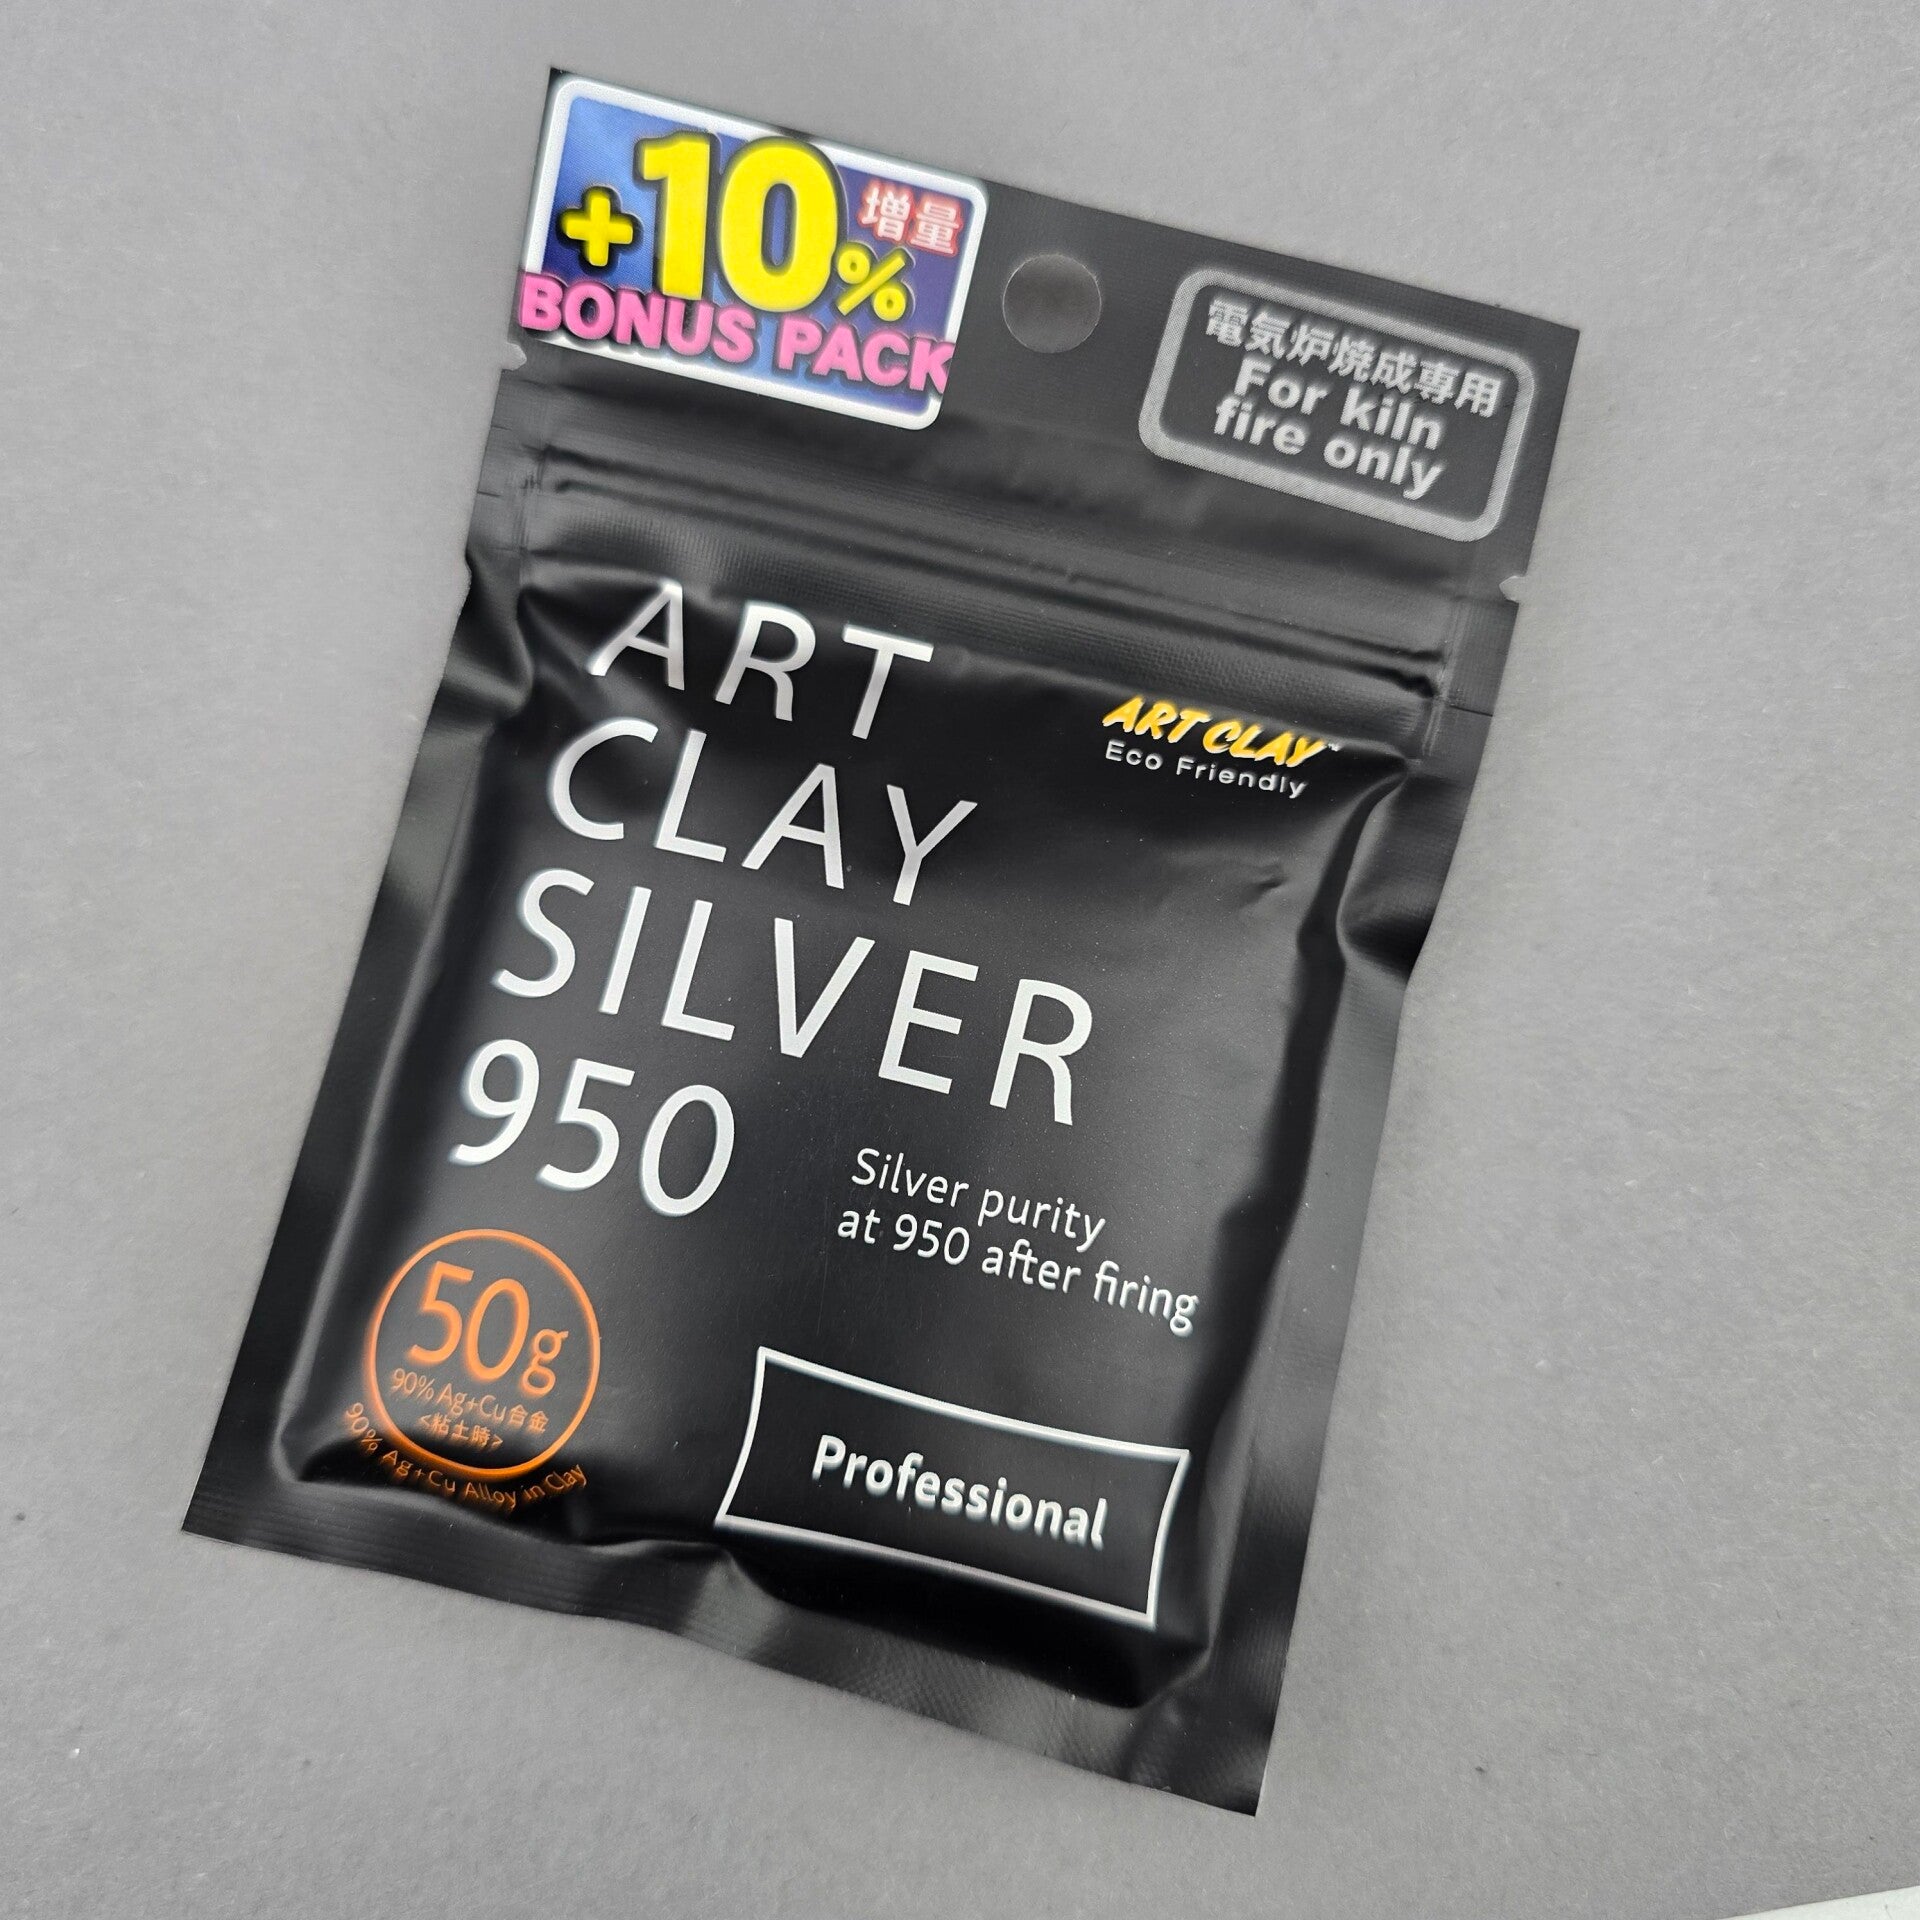 +10% 増量
BONUS PACK
電気炉焼成専用
For kiln
fire only
ART
CLAY
SILVER
950
ART CLAY™
Eco Friendly
Silver purity
at 950 after firing
50g
90% Ag+Cu合金
<粘土時>
90% Ag+Cu Alloy in Clay
Professional